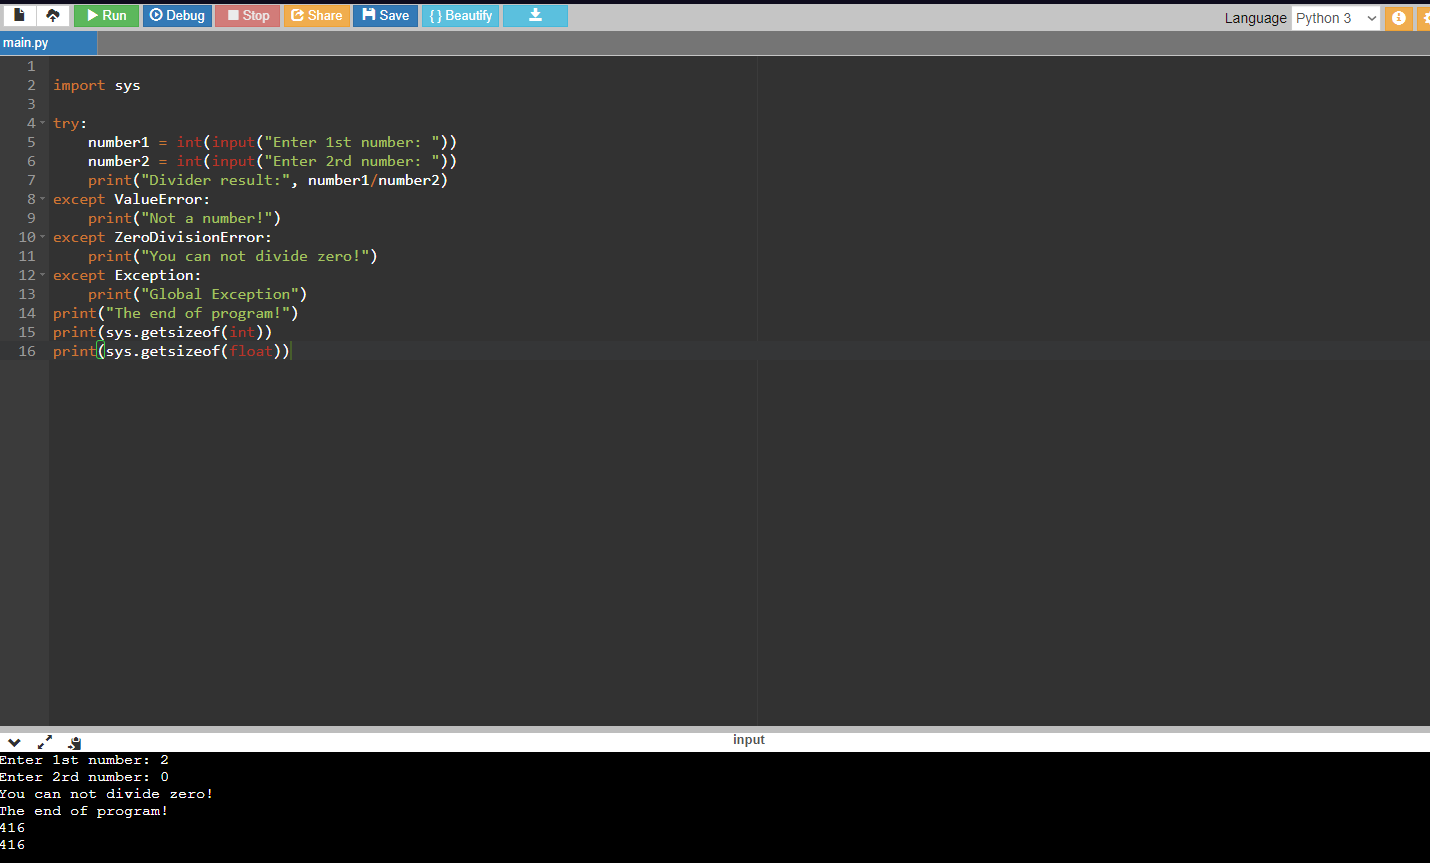 Run Debug Stop Share Save {} Beautify Language Python 3
main.py
1
2 import sys
3
4 try:
5     number1 = int(input("Enter 1st number: "))
6     number2 = int(input("Enter 2rd number: "))
7     print("Divider result:", number1/number2)
8 except ValueError:
9     print("Not a number!")
10 except ZeroDivisionError:
11     print("You can not divide zero!")
12 except Exception:
13     print("Global Exception")
14 print("The end of program!")
15 print(sys.getsizeof(int))
16 print(sys.getsizeof(float))
input
Enter 1st number: 2
Enter 2rd number: 0
You can not divide zero!
The end of program!
416
416